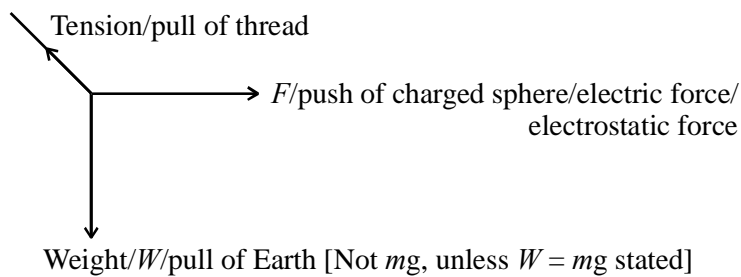 Tension/pull of thread
F/push of charged sphere/electric force/
electrostatic force
Weight/W/pull of Earth [Not mg, unless W = mg stated]